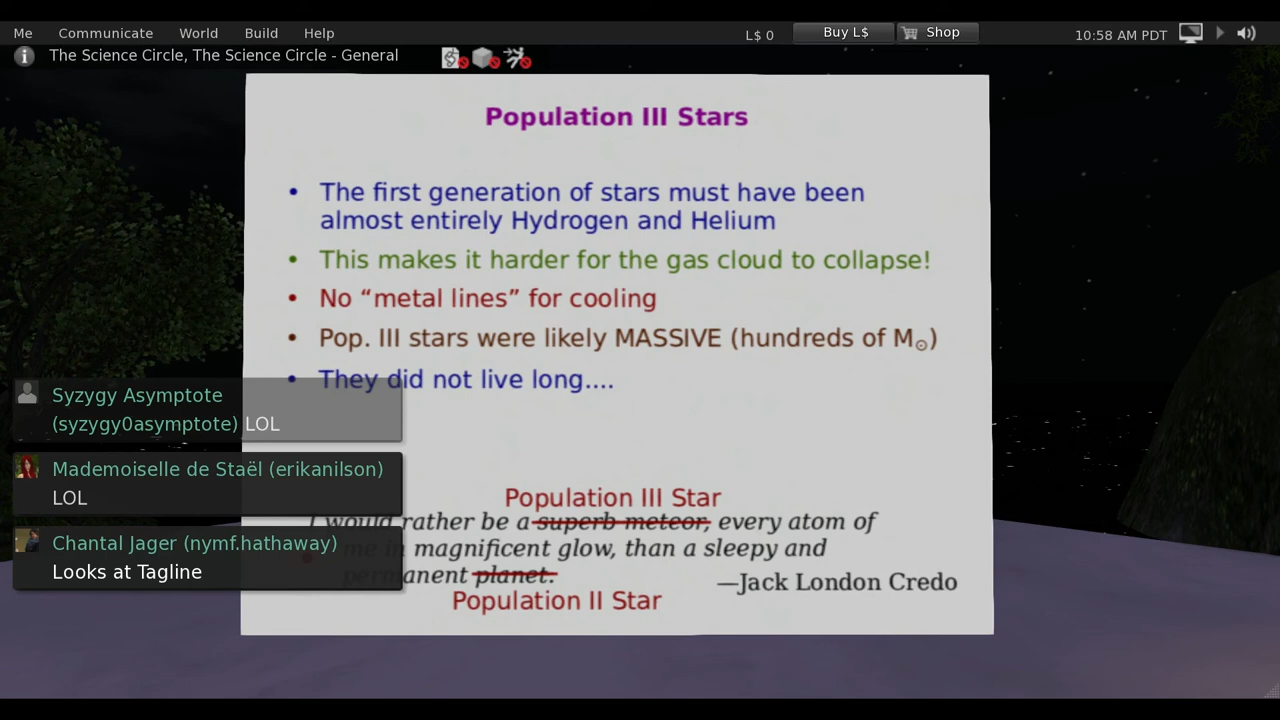 Me Communicate World Build Help L$ 0 Buy L$ Shop 10:58 AM PDT
The Science Circle, The Science Circle - General
Population III Stars
• The first generation of stars must have been
almost entirely Hydrogen and Helium
• This makes it harder for the gas cloud to collapse!
• No “metal lines” for cooling
• Pop. III stars were likely MASSIVE (hundreds of M☉)
• They did not live long....
Syzygy Asymptote
(syzygy0asymptote) LOL
Mademoiselle de Staël (erikanilson)
LOL
Chantal Jager (nymf.hathaway)
Looks at Tagline
Population III Star
I would rather be a superb meteor, every atom of
me in magnificent glow, than a sleepy and
permanent planet.
—Jack London Credo
Population II Star